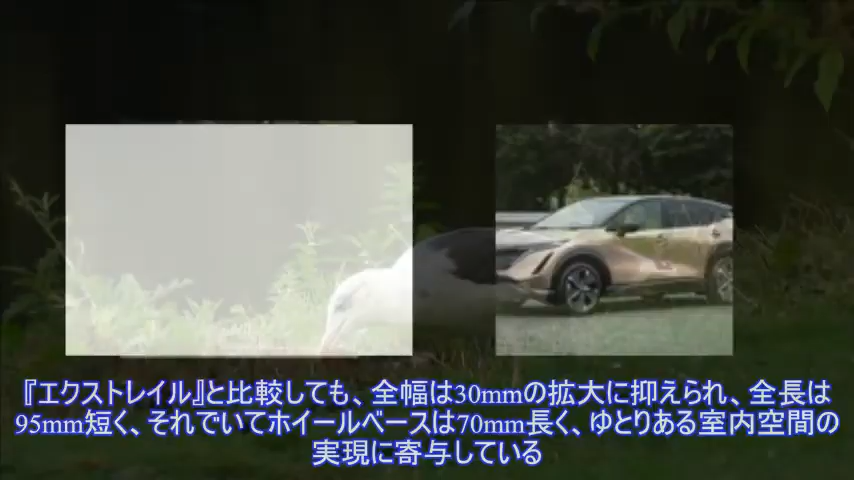 『エクストレイル』と比較しても、全幅は30mmの拡大に抑えられ、全長は
95mm短く、それでいてホイールベースは70mm長く、ゆとりある室内空間の
実現に寄与している